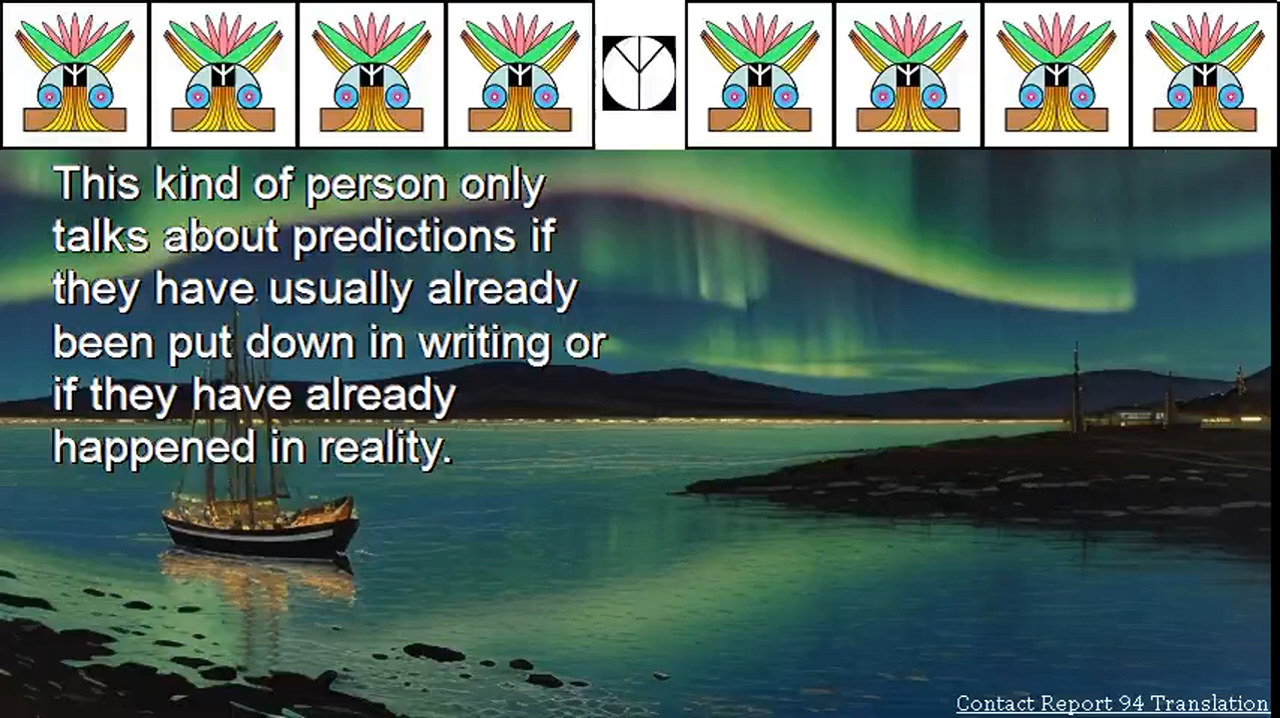 This kind of person only
talks about predictions if
they have usually already
been put down in writing or
if they have already
happened in reality.
Contact Report 94 Translation